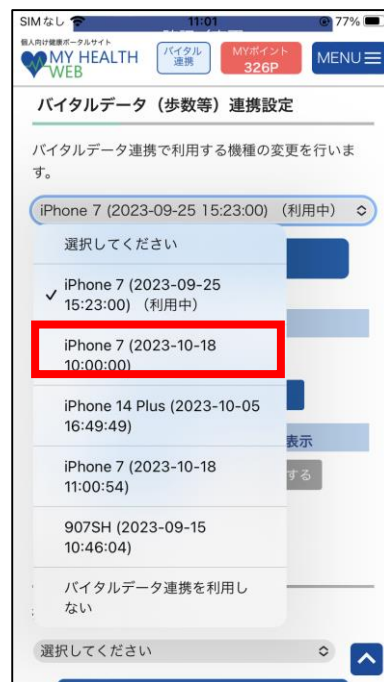 SIMなし 11:01 77%
個人向け健康ポータルサイト
MY HEALTH WEB
バイタル連携
MYポイント
326P
MENU
バイタルデータ（歩数等）連携設定
バイタルデータ連携で利用する機種の変更を行いま
す。
iPhone 7 (2023-09-25 15:23:00) （利用中）
選択してください
✓ iPhone 7 (2023-09-25
15:23:00) （利用中）
iPhone 7 (2023-10-18
10:00:00)
iPhone 14 Plus (2023-10-05
16:49:49)
表示
iPhone 7 (2023-10-18
11:00:54)
する
907SH (2023-09-15
10:46:04)
バイタルデータ連携を利用し
ない
選択してください